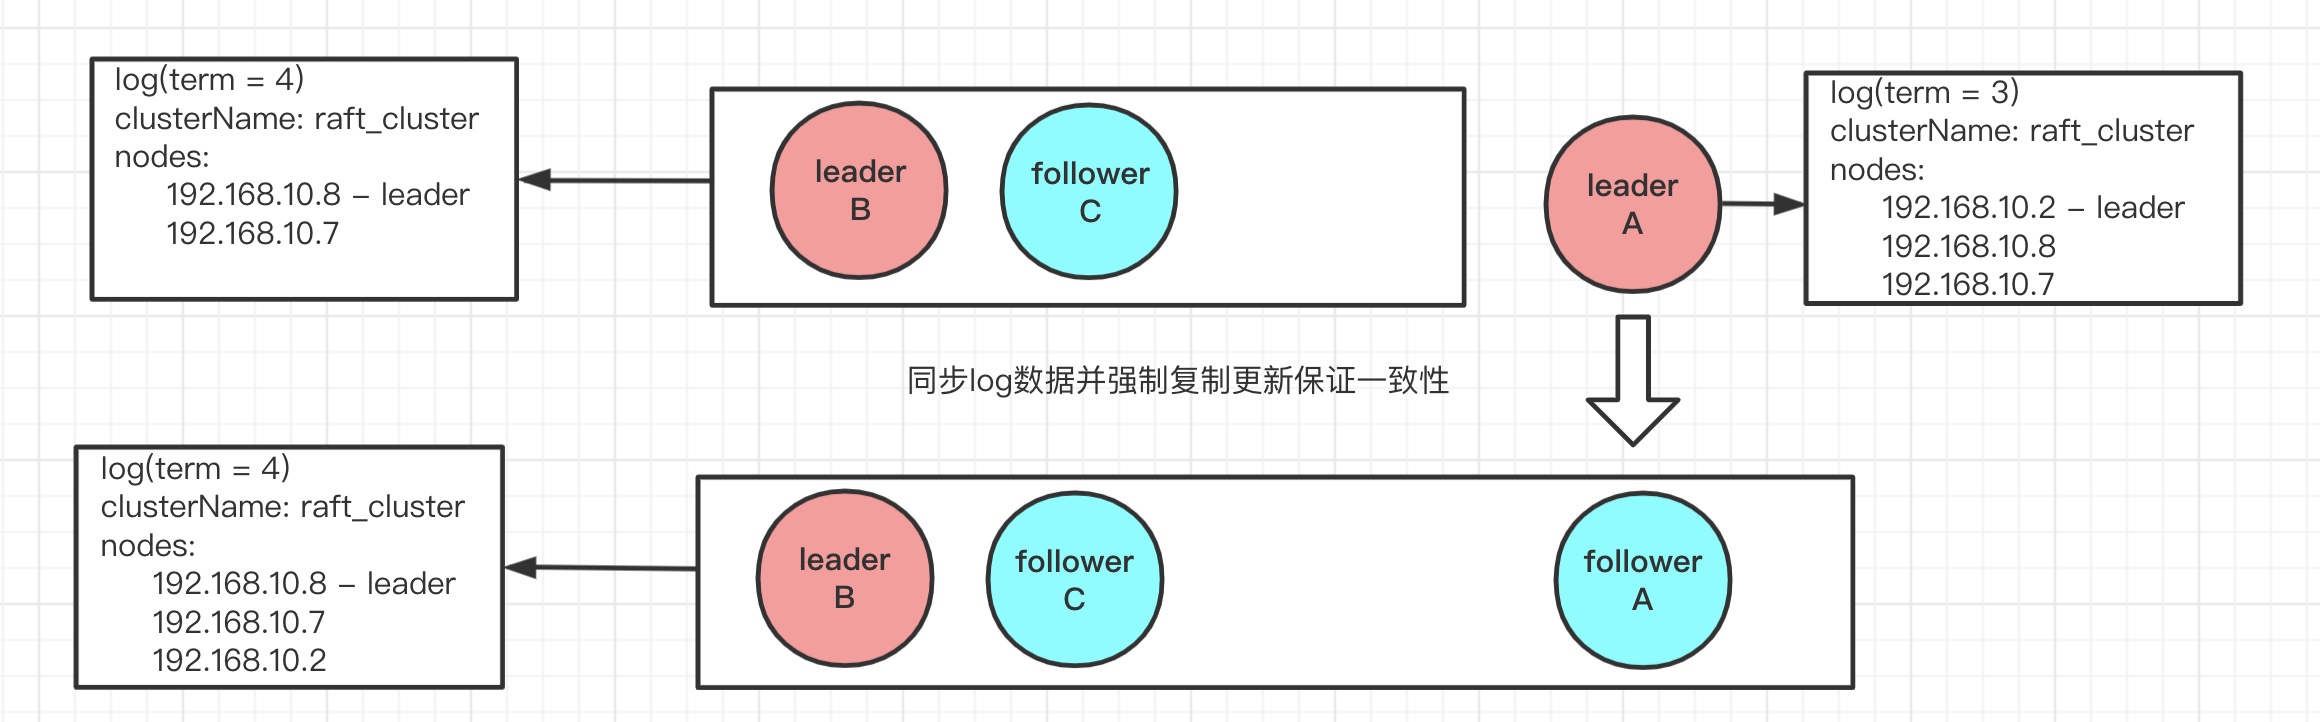 log(term = 4)
clusterName: raft_cluster
nodes:
192.168.10.8 – leader
192.168.10.7
leader
B
follower
C
leader
A
log(term = 3)
clusterName: raft_cluster
nodes:
192.168.10.2 – leader
192.168.10.8
192.168.10.7
同步log数据并强制复制更新保证一致性
log(term = 4)
clusterName: raft_cluster
nodes:
192.168.10.8 – leader
192.168.10.7
192.168.10.2
leader
B
follower
C
follower
A